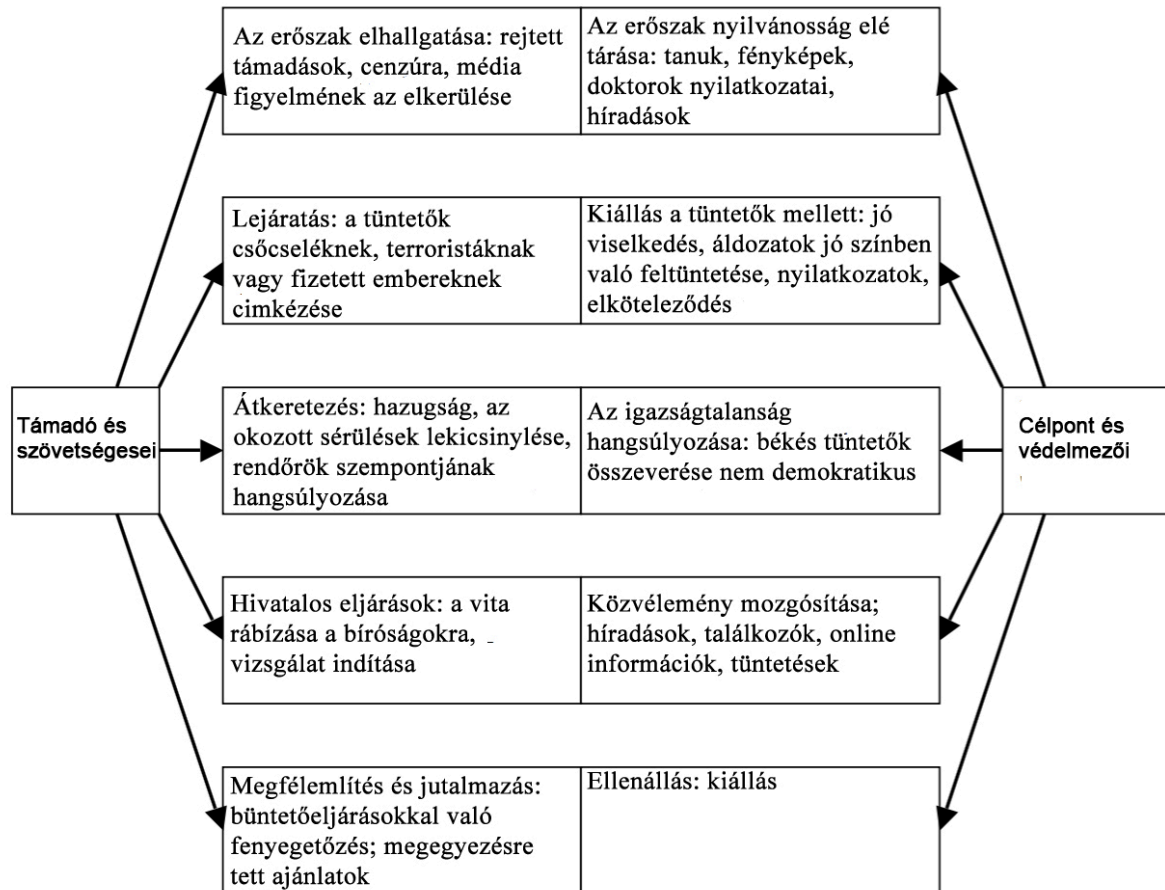 Az erőszak elhallgatása: rejtett
támadások, cenzúra, média
figyelmének az elkerülése
Az erőszak nyilvánosság elé
tárása: tanuk, fényképek,
doktorok nyilatkozatai,
híradások
Lejáratás: a tüntetők
csőcseléknek, terroristáknak
vagy fizetett embereknek
cimkézése
Kiállás a tüntetők mellett: jó
viselkedés, áldozatok jó színben
való feltüntetése, nyilatkozatok,
elköteleződés
Támadó és
szövetségesei
Átkeretezés: hazugság, az
okozott sérülések lekicsinylése,
rendőrök szempontjának
hangsúlyozása
Az igazságtalanság
hangsúlyozása: békés tüntetők
összeverése nem demokratikus
Célpont és
védelmezői
Hivatalos eljárások: a vita
rábízása a bíróságokra,
vizsgálat indítása
Közvélemény mozgósítása;
híradások, találkozók, online
információk, tüntetések
Megfélemlítés és jutalmazás:
büntetőeljárásokkal való
fenyegetőzés; megegyezésre
tett ajánlatok
Ellenállás: kiállás